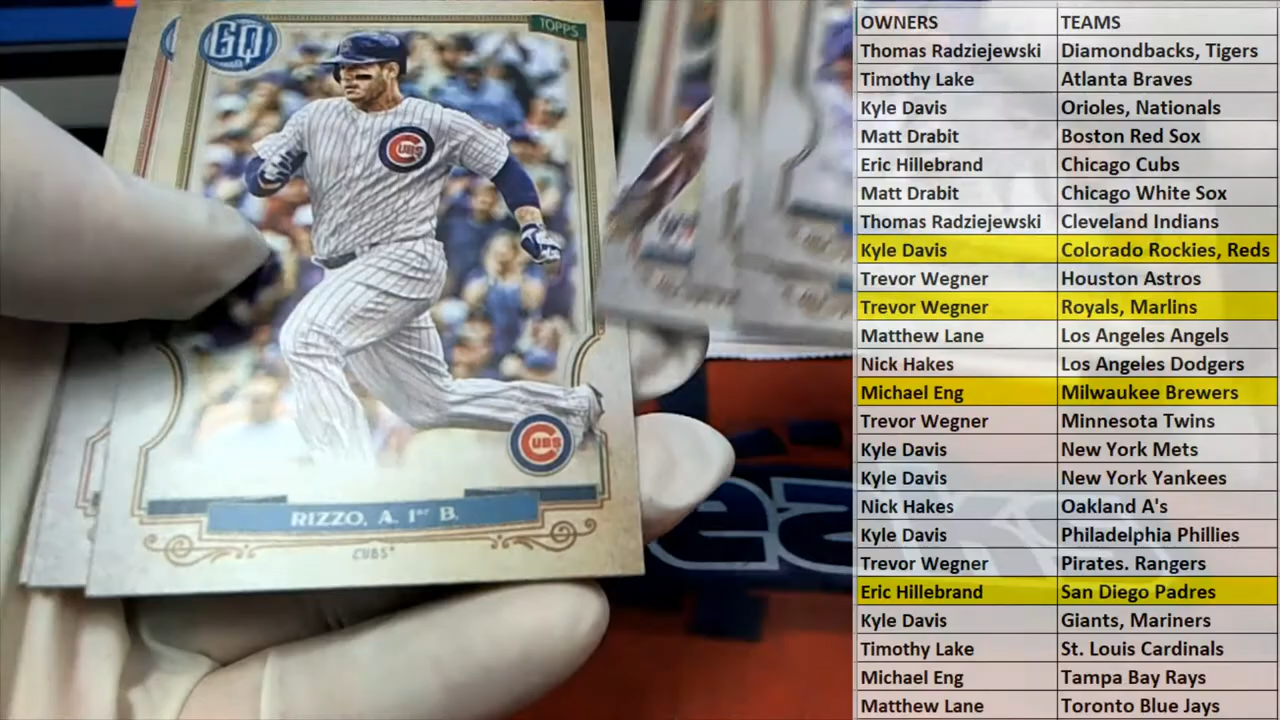 GQ
TOPPS
CUBS
CUBS
RIZZO, A. 1ST B.
CUBS
OWNERS TEAMS
Thomas Radziejewski Diamondbacks, Tigers
Timothy Lake Atlanta Braves
Kyle Davis Orioles, Nationals
Matt Drabit Boston Red Sox
Eric Hillebrand Chicago Cubs
Matt Drabit Chicago White Sox
Thomas Radziejewski Cleveland Indians
Kyle Davis Colorado Rockies, Reds
Trevor Wegner Houston Astros
Trevor Wegner Royals, Marlins
Matthew Lane Los Angeles Angels
Nick Hakes Los Angeles Dodgers
Michael Eng Milwaukee Brewers
Trevor Wegner Minnesota Twins
Kyle Davis New York Mets
Kyle Davis New York Yankees
Nick Hakes Oakland A's
Kyle Davis Philadelphia Phillies
Trevor Wegner Pirates. Rangers
Eric Hillebrand San Diego Padres
Kyle Davis Giants, Mariners
Timothy Lake St. Louis Cardinals
Michael Eng Tampa Bay Rays
Matthew Lane Toronto Blue Jays